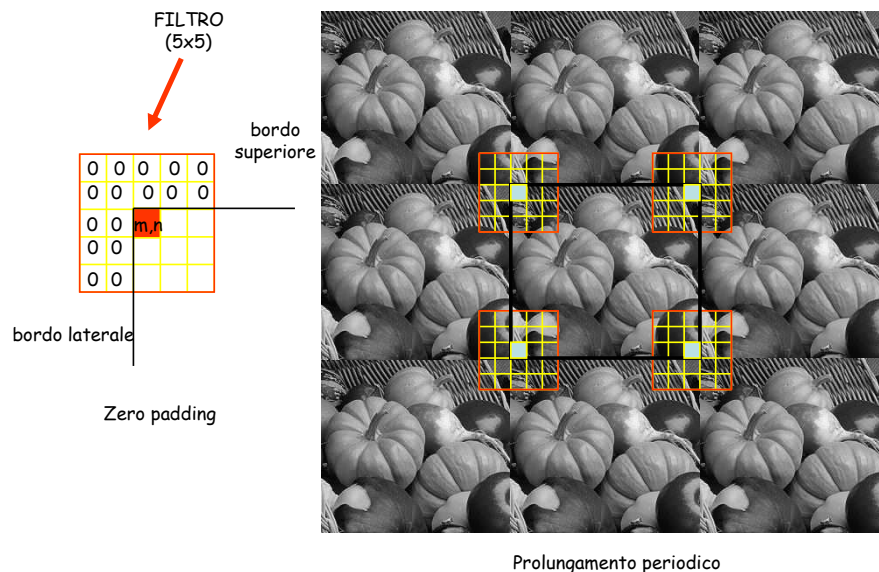 FILTRO
(5x5)
bordo
superiore
0 0 0 0 0
0 0 0 0 0
0 0 m,n
0 0
0 0
bordo laterale
Zero padding
Prolungamento periodico